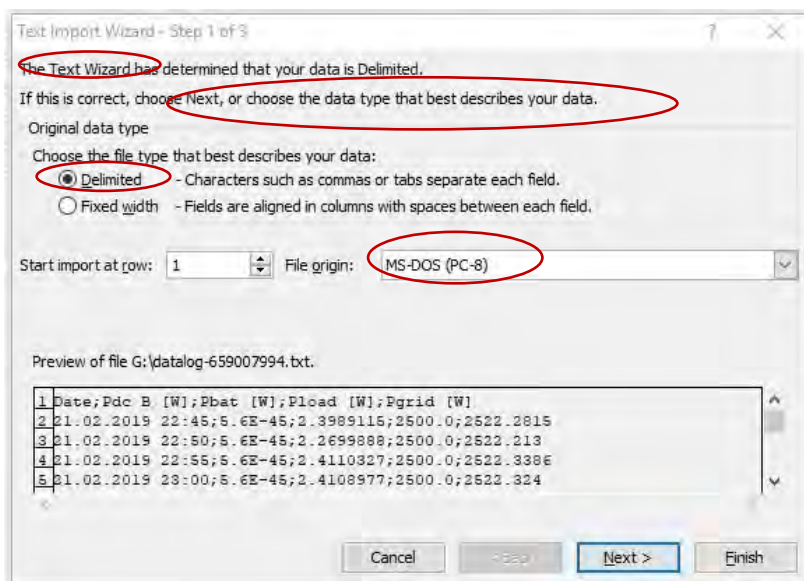 Text Import Wizard - Step 1 of 3 ? ×
The Text Wizard has determined that your data is Delimited.
If this is correct, choose Next, or choose the data type that best describes your data.
Original data type
Choose the file type that best describes your data:
Delimited - Characters such as commas or tabs separate each field.
Fixed width - Fields are aligned in columns with spaces between each field.
Start import at row: 1 File origin: MS-DOS (PC-8)
Preview of file G:\datalog-659007994.txt.
1 Date;Pdc B [W];Pbat [W];Pload [W];Pgrid [W]
2 21.02.2019 22:45;5.6E-45;2.3989115;2500.0;2522.2815
3 21.02.2019 22:50;5.6E-45;2.2699888;2500.0;2522.213
4 21.02.2019 22:55;5.6E-45;2.4110327;2500.0;2522.3386
5 21.02.2019 23:00;5.6E-45;2.4108977;2500.0;2522.324
Cancel Next > Finish